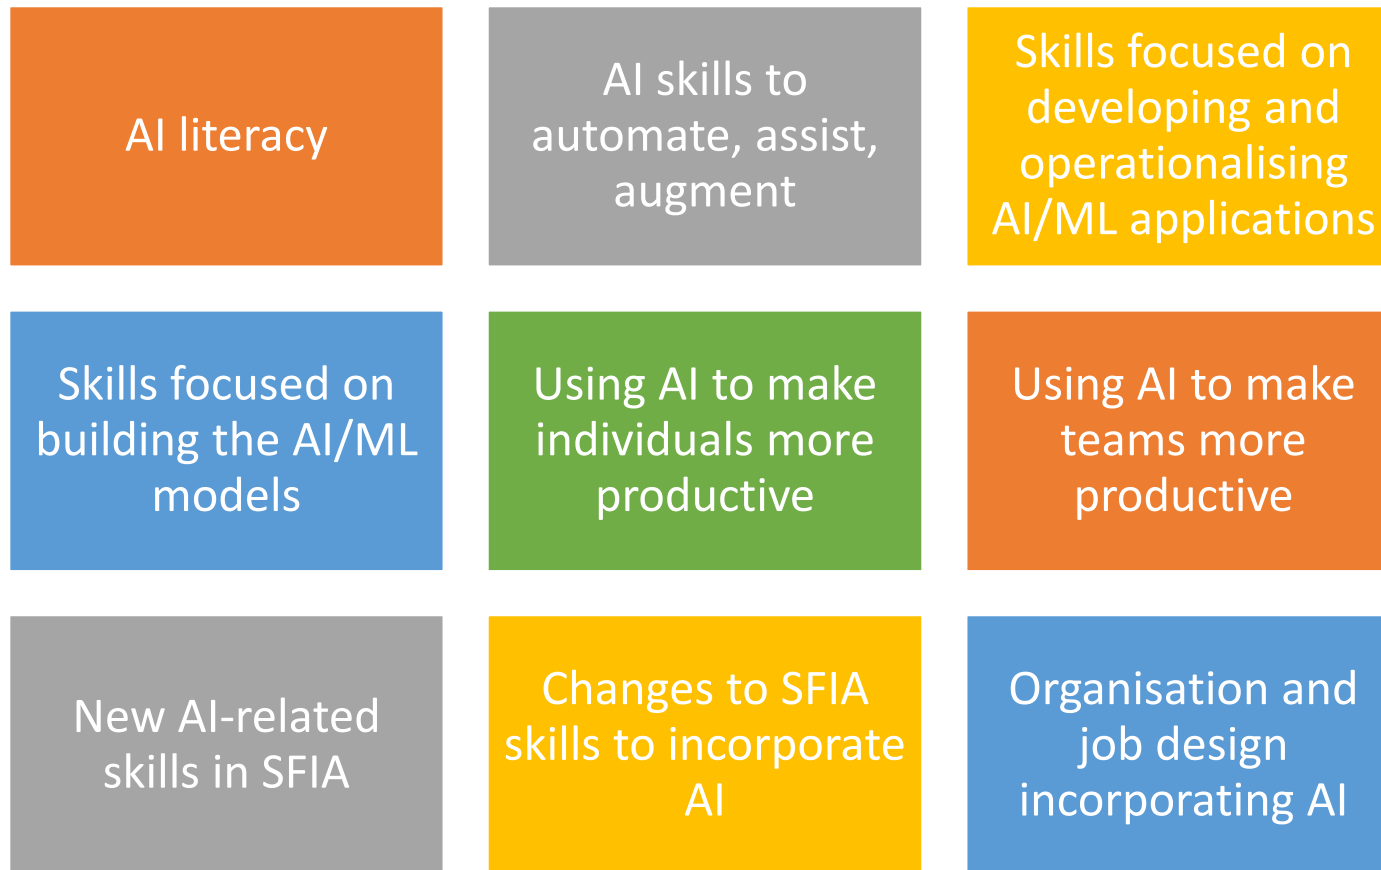 AI literacy
AI skills to
automate, assist,
augment
Skills focused on
developing and
operationalising
AI/ML applications
Skills focused on
building the AI/ML
models
Using AI to make
individuals more
productive
Using AI to make
teams more
productive
New AI-related
skills in SFIA
Changes to SFIA
skills to incorporate
AI
Organisation and
job design
incorporating AI